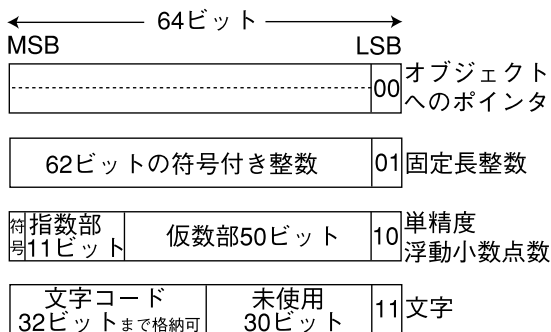 64ビット
MSB
LSB
00
オブジェクト
へのポインタ
62ビットの符号付き整数
01
固定長整数
符
号
指数部
11ビット
仮数部50ビット
10
単精度
浮動小数点数
文字コード
32ビットまで格納可
未使用
30ビット
11
文字